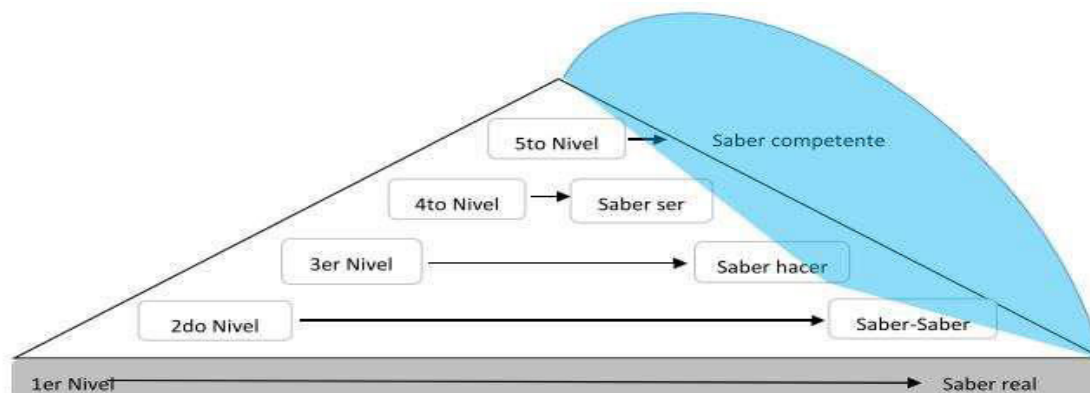 5to Nivel Saber competente
4to Nivel Saber ser
3er Nivel Saber hacer
2do Nivel Saber-Saber
1er Nivel Saber real